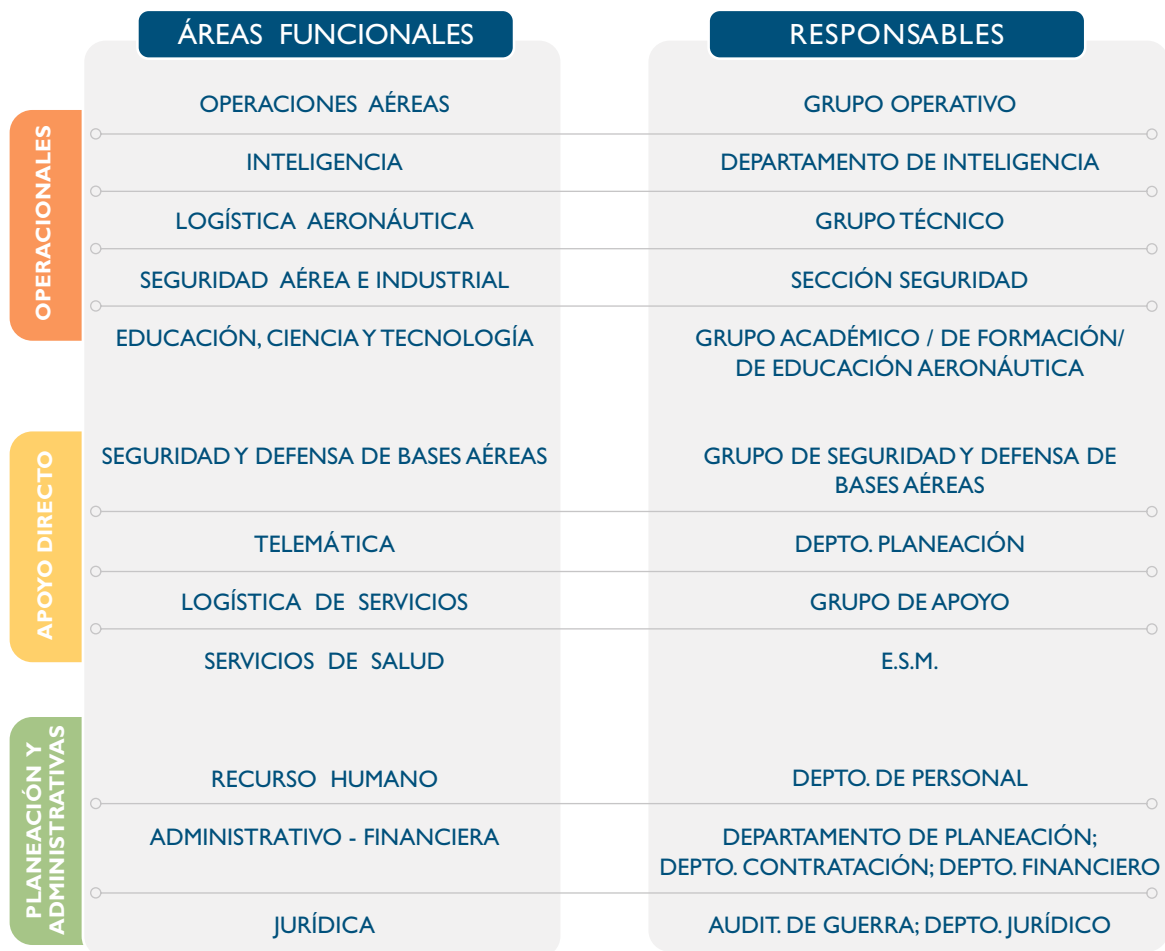 ÁREAS FUNCIONALES
RESPONSABLES
OPERACIONALES
OPERACIONES AÉREAS
GRUPO OPERATIVO
INTELIGENCIA
DEPARTAMENTO DE INTELIGENCIA
LOGÍSTICA AERONÁUTICA
GRUPO TÉCNICO
SEGURIDAD AÉREA E INDUSTRIAL
SECCIÓN SEGURIDAD
EDUCACIÓN, CIENCIA Y TECNOLOGÍA
GRUPO ACADÉMICO / DE FORMACIÓN/
DE EDUCACIÓN AERONÁUTICA
APOYO DIRECTO
SEGURIDAD Y DEFENSA DE BASES AÉREAS
GRUPO DE SEGURIDAD Y DEFENSA DE
BASES AÉREAS
TELEMÁTICA
DEPTO. PLANEACIÓN
LOGÍSTICA DE SERVICIOS
GRUPO DE APOYO
SERVICIOS DE SALUD
E.S.M.
PLANEACIÓN Y
ADMINISTRATIVAS
RECURSO HUMANO
DEPTO. DE PERSONAL
ADMINISTRATIVO - FINANCIERA
DEPARTAMENTO DE PLANEACIÓN;
DEPTO. CONTRATACIÓN; DEPTO. FINANCIERO
JURÍDICA
AUDIT. DE GUERRA; DEPTO. JURÍDICO